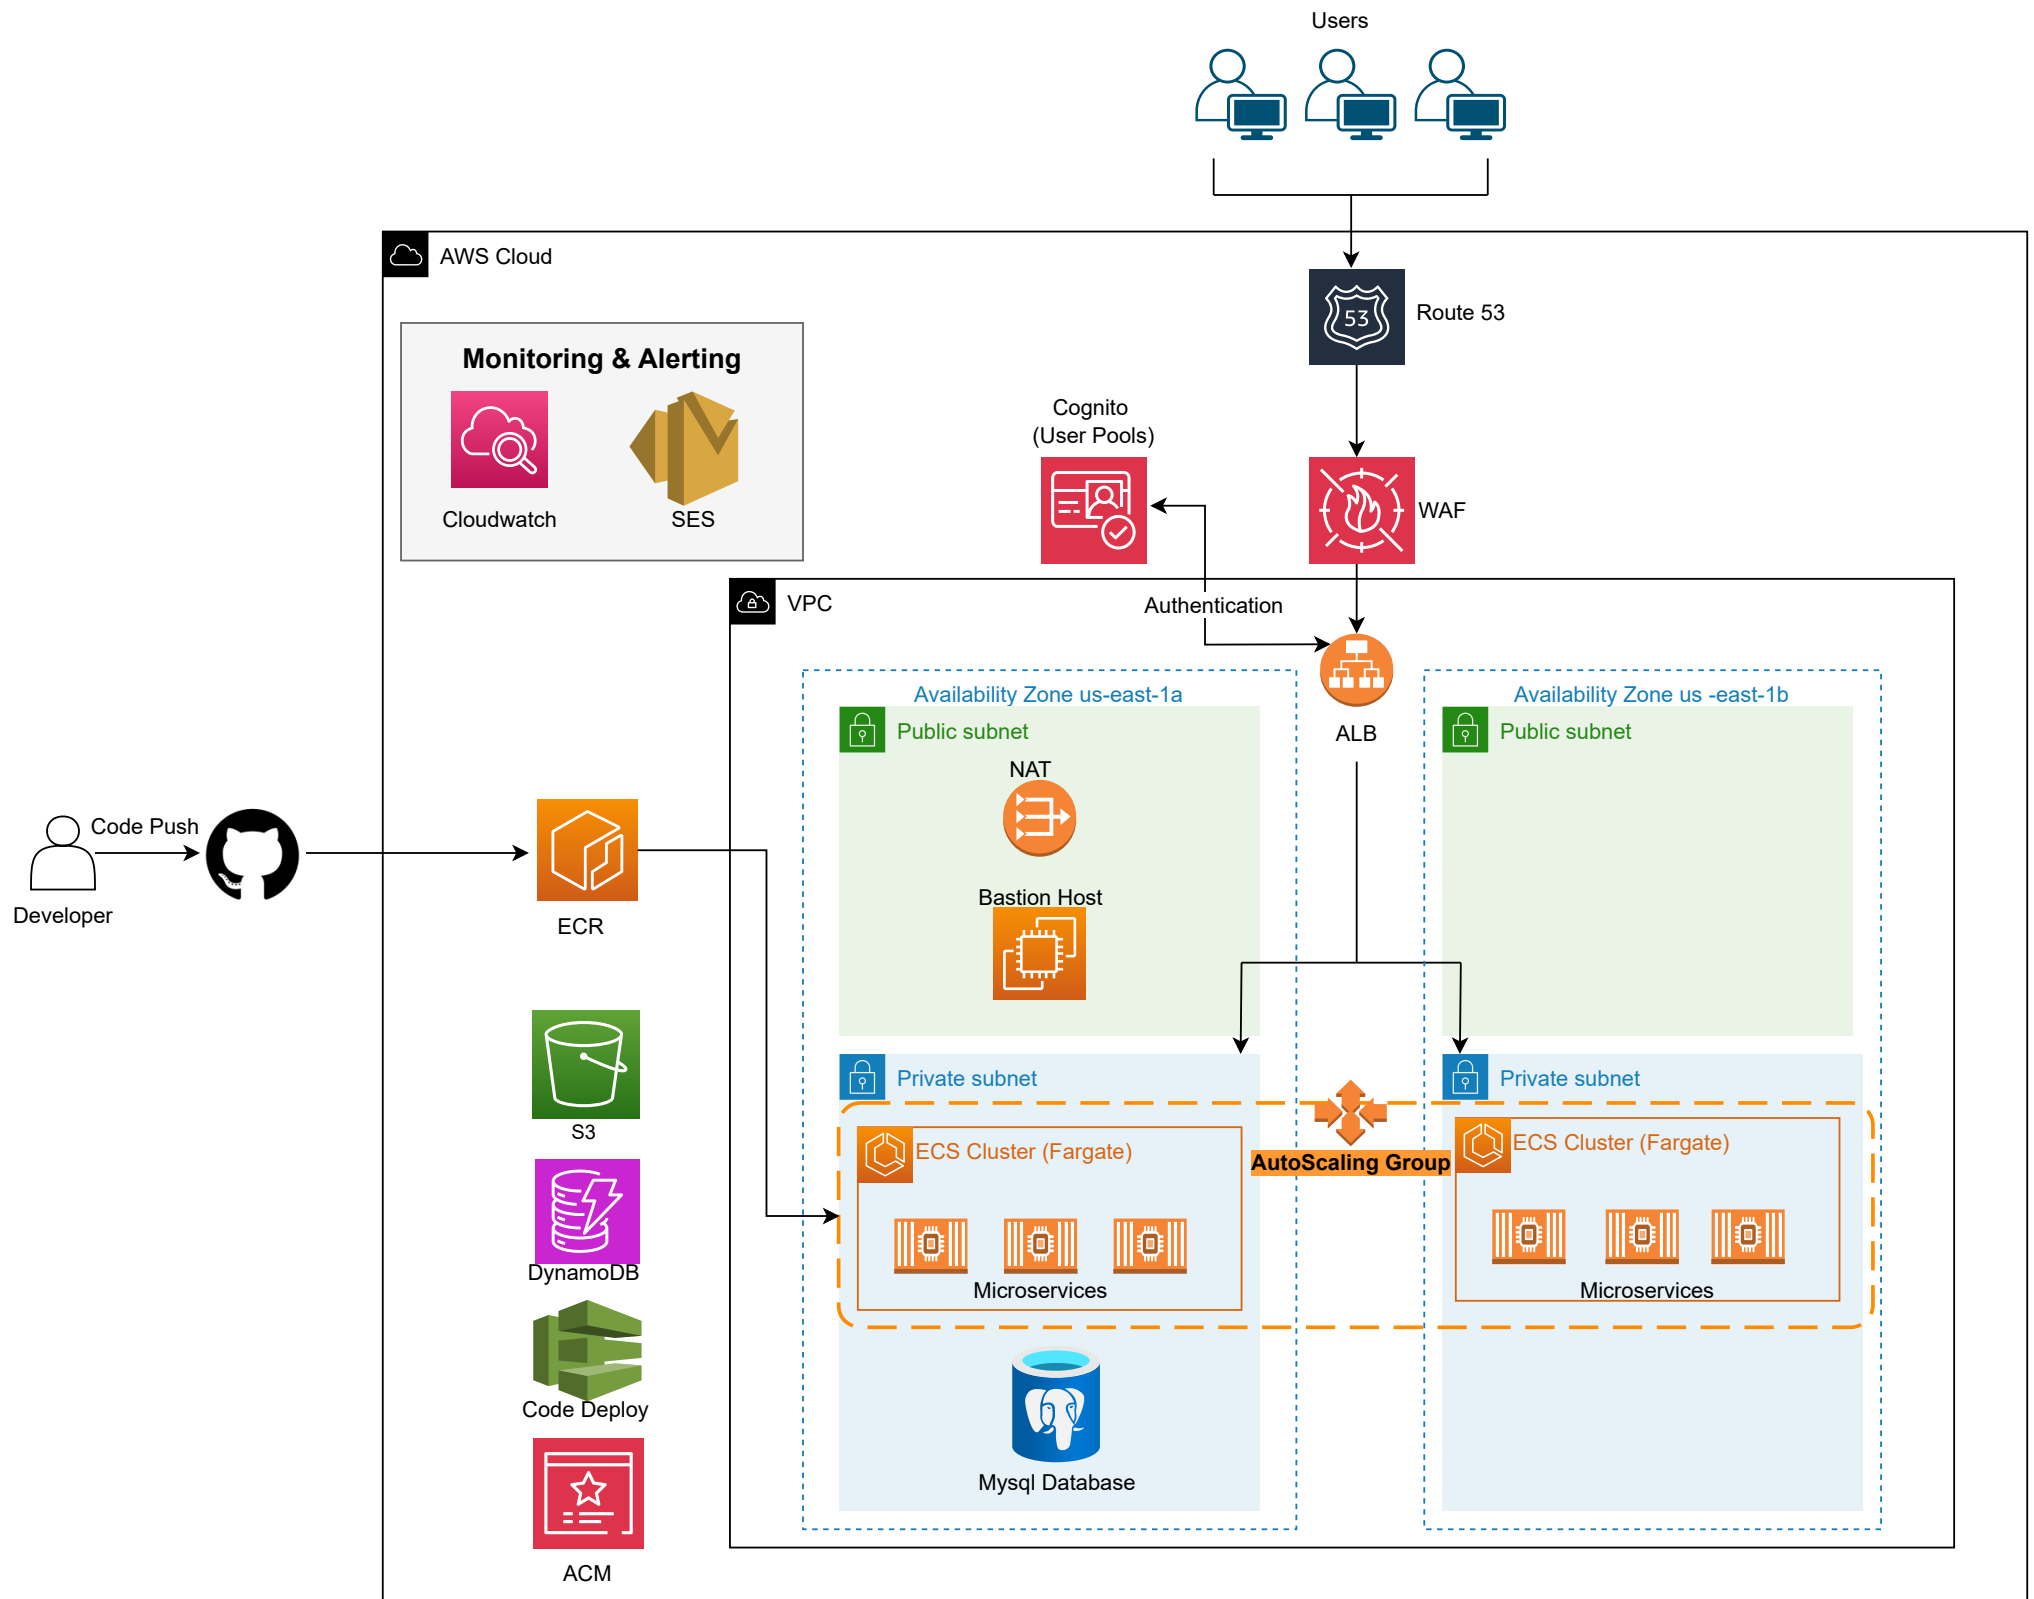 Users
AWS Cloud
53
Route 53
Monitoring & Alerting
Cloudwatch
SES
Cognito
(User Pools)
WAF
VPC
Authentication
ALB
Availability Zone us-east-1a
Availability Zone us -east-1b
Public subnet
Public subnet
NAT
Bastion Host
Code Push
Developer
ECR
S3
DynamoDB
Code Deploy
ACM
Private subnet
Private subnet
ECS Cluster (Fargate)
AutoScaling Group
ECS Cluster (Fargate)
Microservices
Microservices
Mysql Database